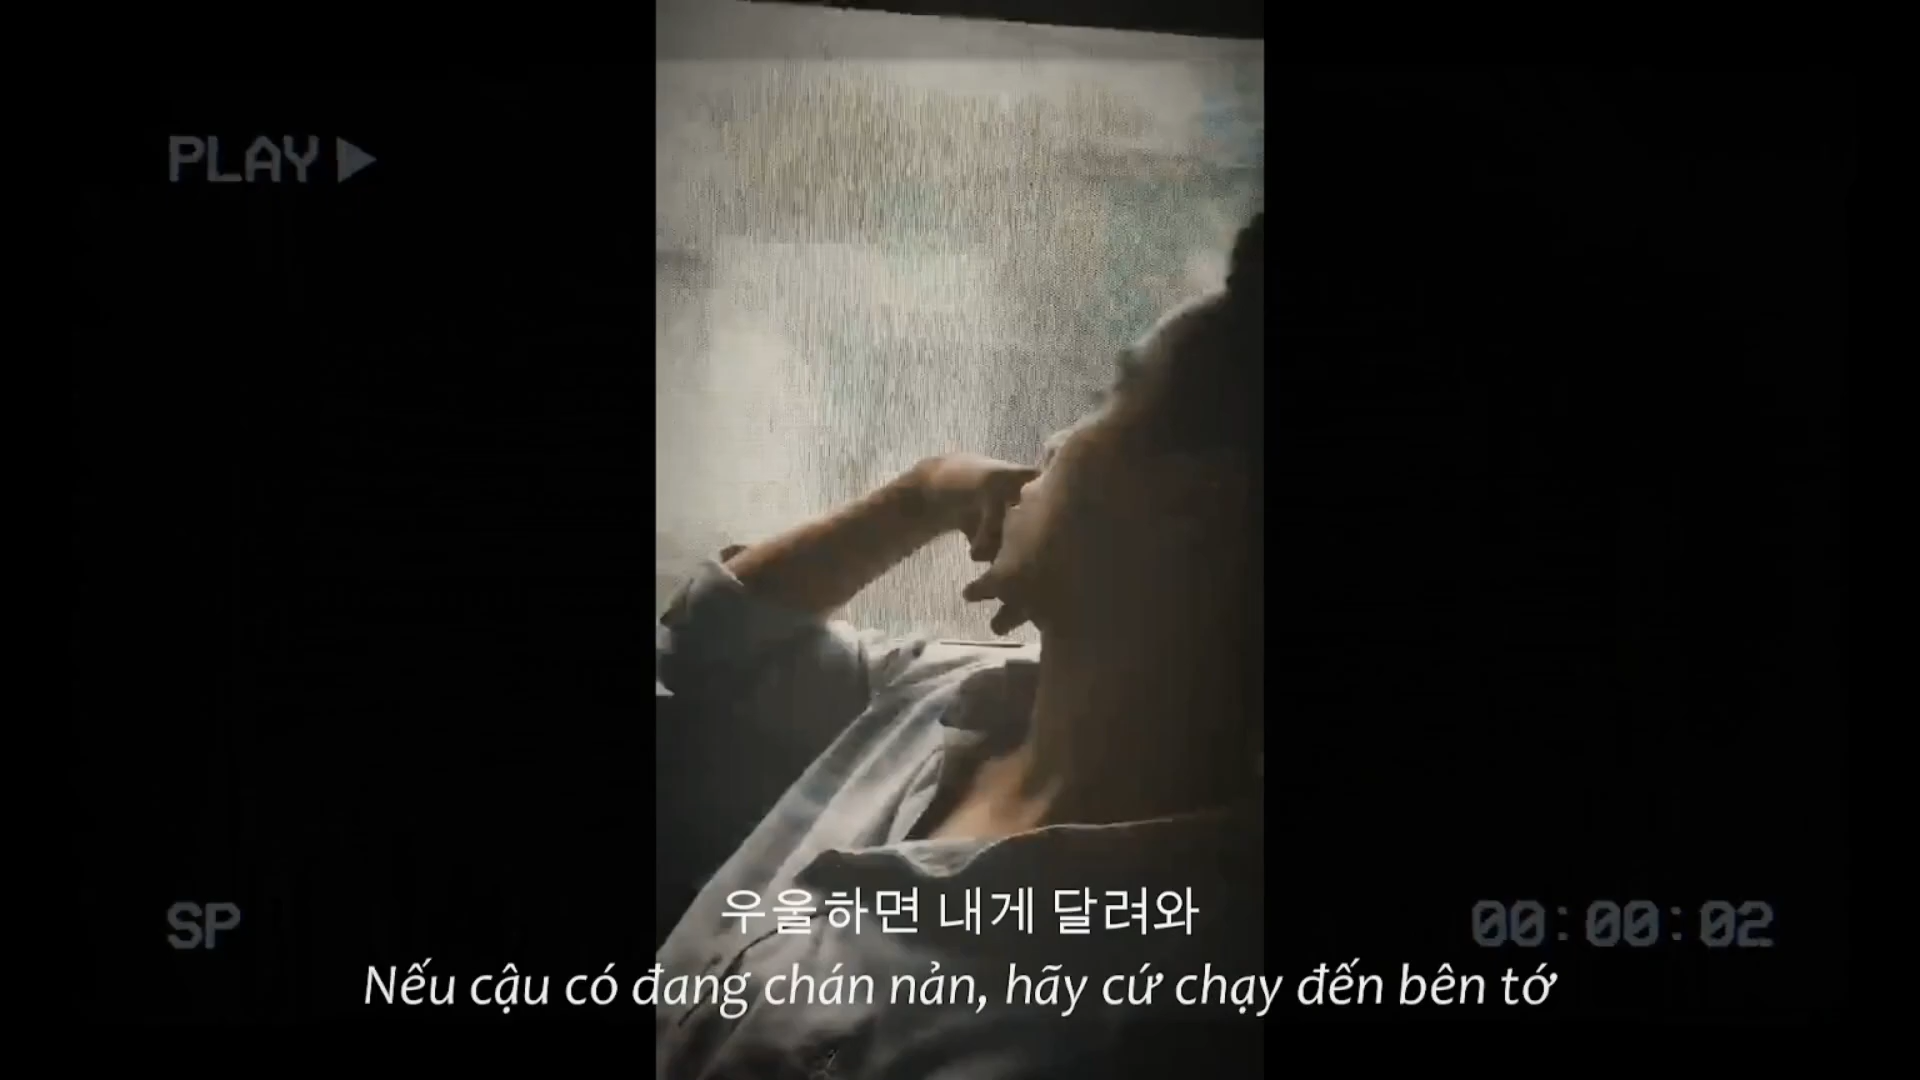 PLAY
우울하면 내게 달려와
SP
00:00:02
Nếu cậu có đang chán nản, hãy cứ chạy đến bên tớ